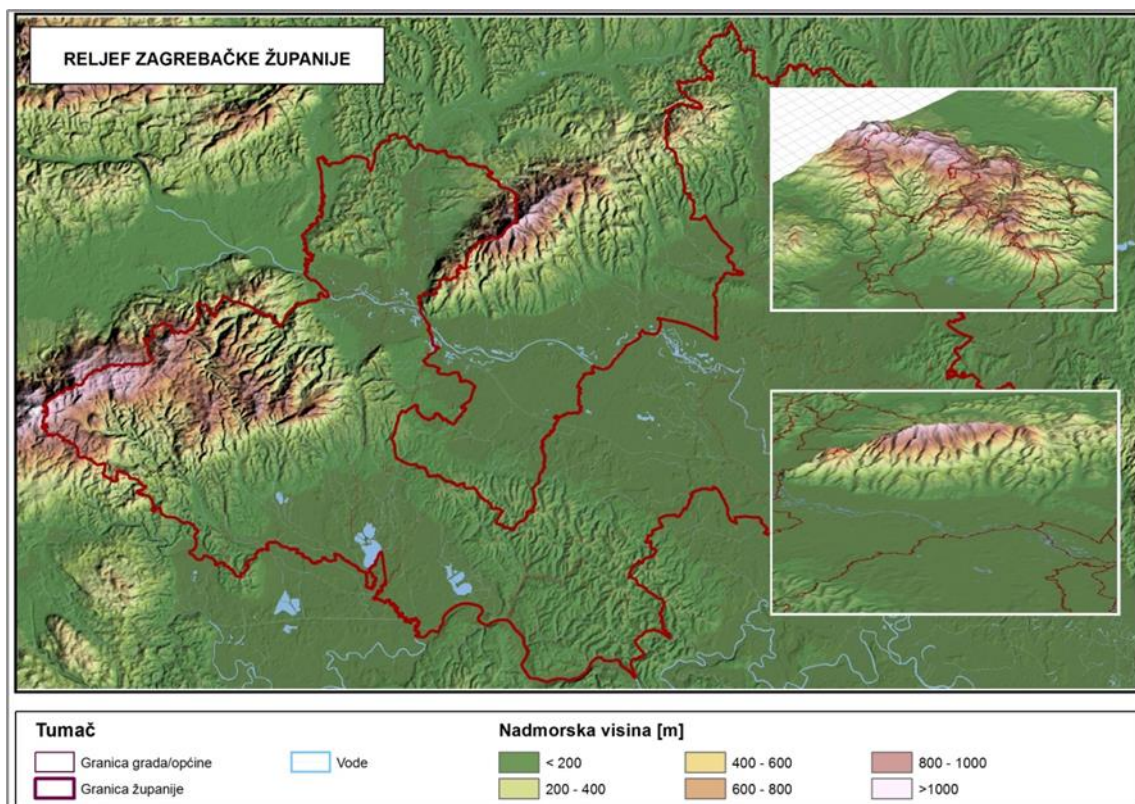 RELJEF ZAGREBAČKE ŽUPANIJE
Tumač
Granica grada/općine
Vode
Granica županije
Nadmorska visina [m]
< 200
400 - 600
800 - 1000
200 - 400
600 - 800
>1000